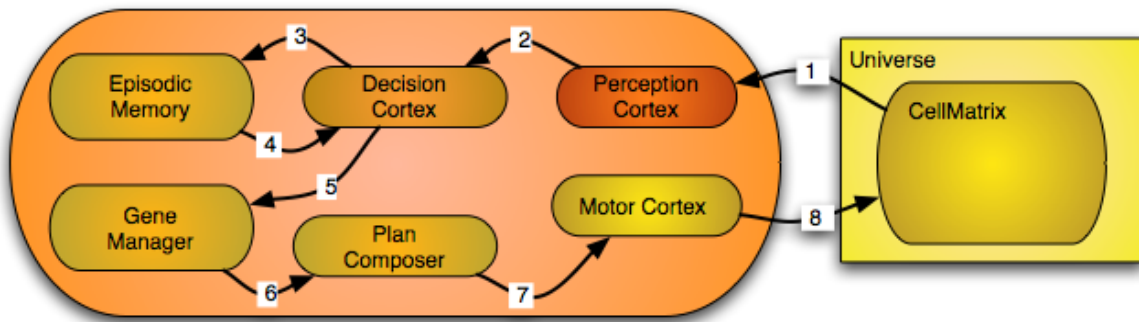 3
2
1
Universe
Episodic
Memory
Decision
Cortex
Perception
Cortex
CellMatrix
4
5
Gene
Manager
Plan
Composer
Motor Cortex
8
6
7